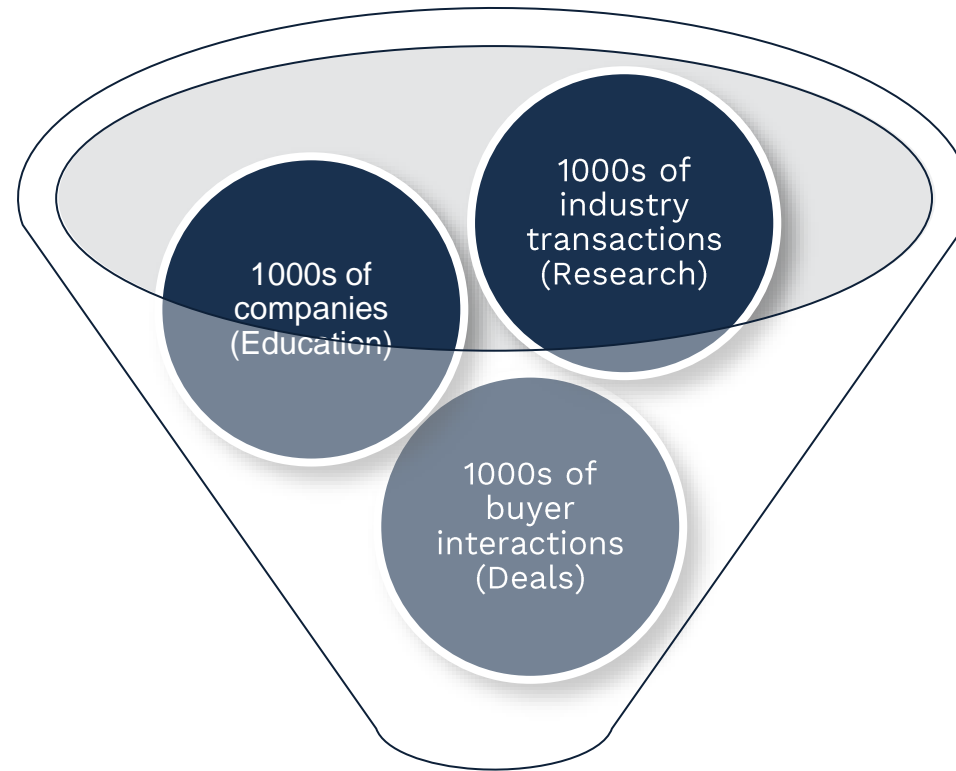 1000s of
companies
(Education)
1000s of
industry
transactions
(Research)
1000s of
buyer
interactions
(Deals)